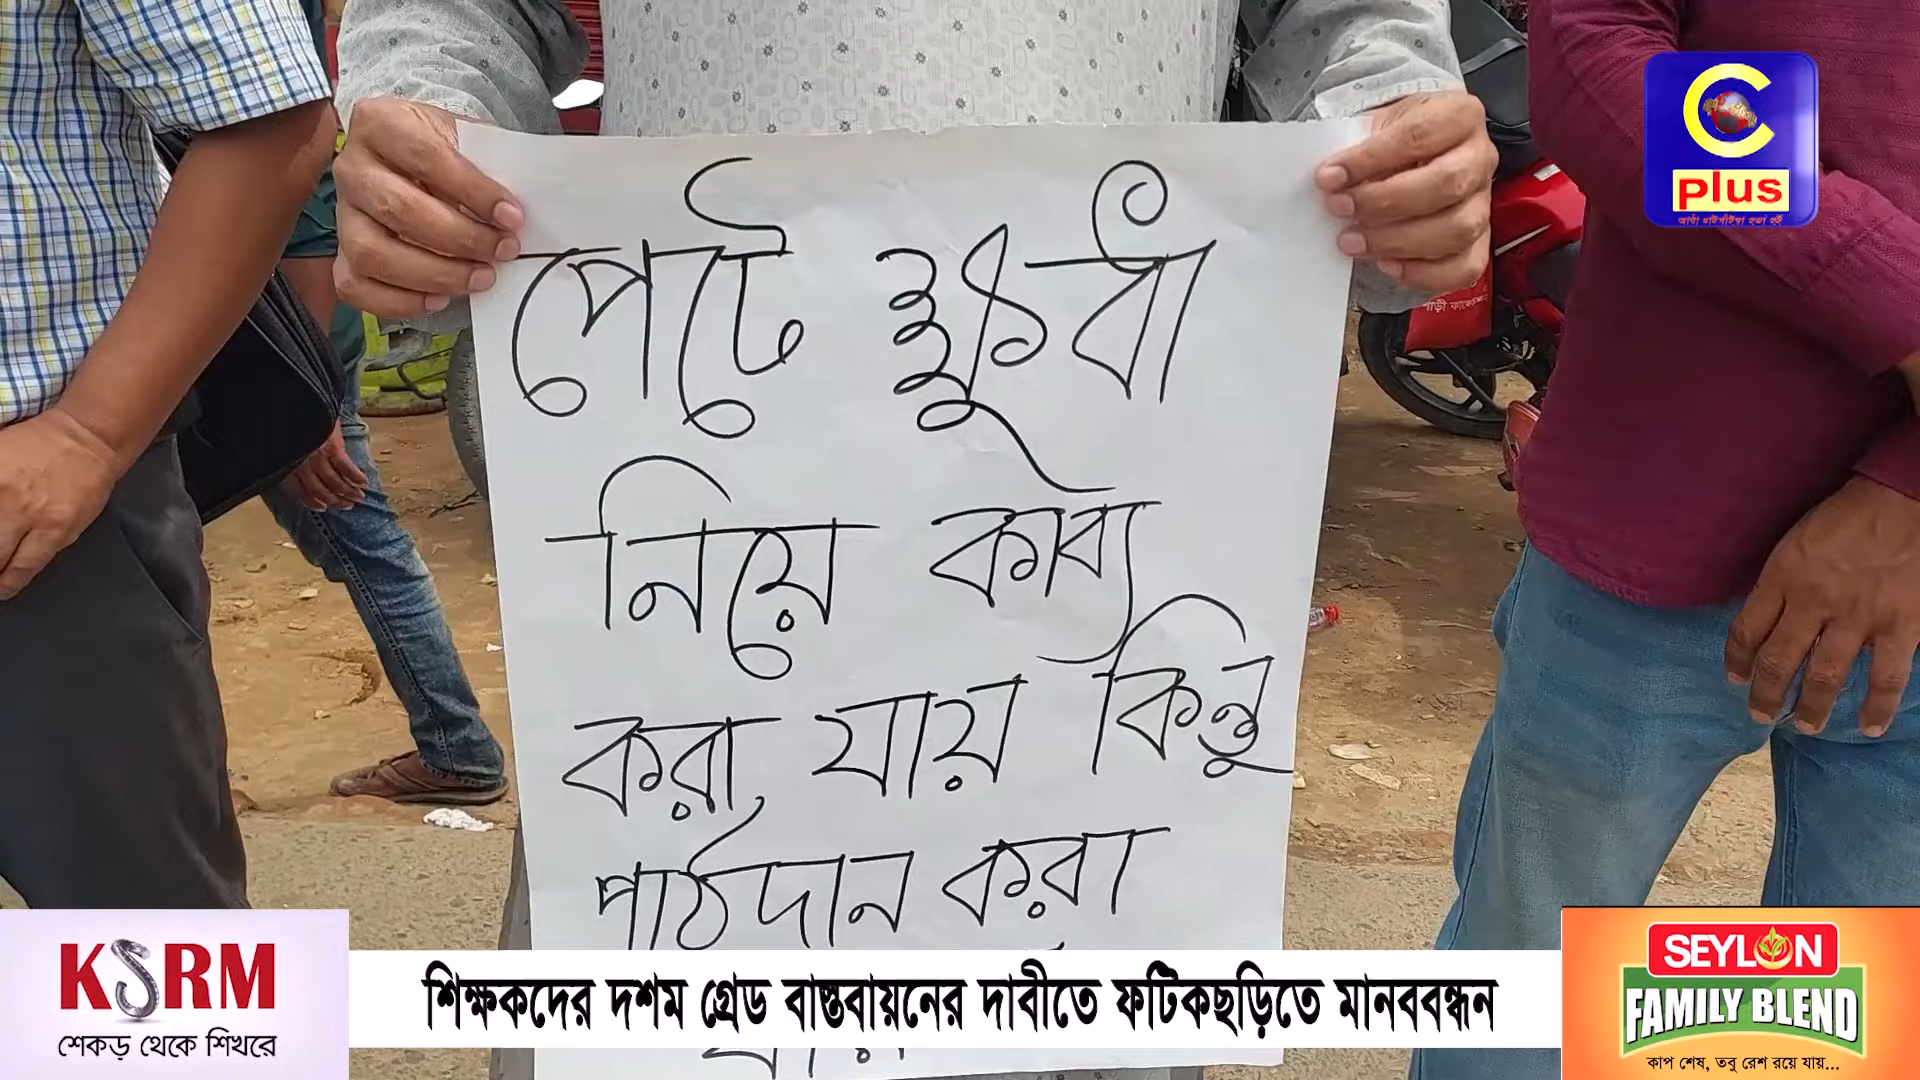 পেটে ক্ষুধা
নিয়ে কাব্য
করা যায় কিন্তু
পাঠদান করা
C
plus
শাড়ী
KSRM
শেকড় থেকে শিখরে
শিক্ষকদের দশম গ্রেড বাস্তবায়নের দাবীতে ফটিকছড়িতে মানববন্ধন
SEYLON
FAMILY BLEND
কাপ শেষ, তবু রেশ রয়ে যায়...